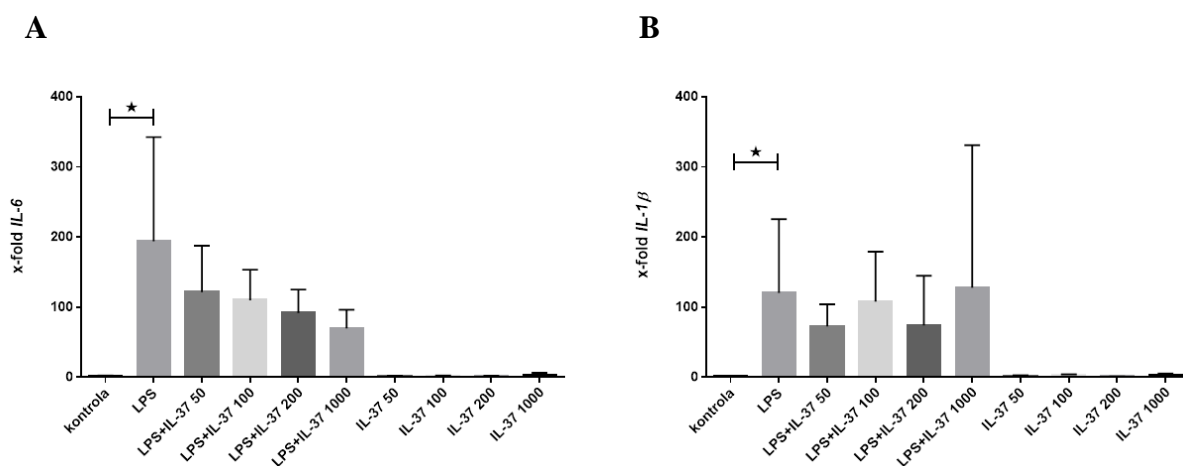 A
x-fold IL-6
400
300
200
100
0
★
kontrola
LPS
LPS+IL-37 50
LPS+IL-37 100
LPS+IL-37 200
LPS+IL-37 1000
IL-37 50
IL-37 100
IL-37 200
IL-37 1000
B
x-fold IL-1β
400
300
200
100
0
★
kontrola
LPS
LPS+IL-37 50
LPS+IL-37 100
LPS+IL-37 200
LPS+IL-37 1000
IL-37 50
IL-37 100
IL-37 200
IL-37 1000